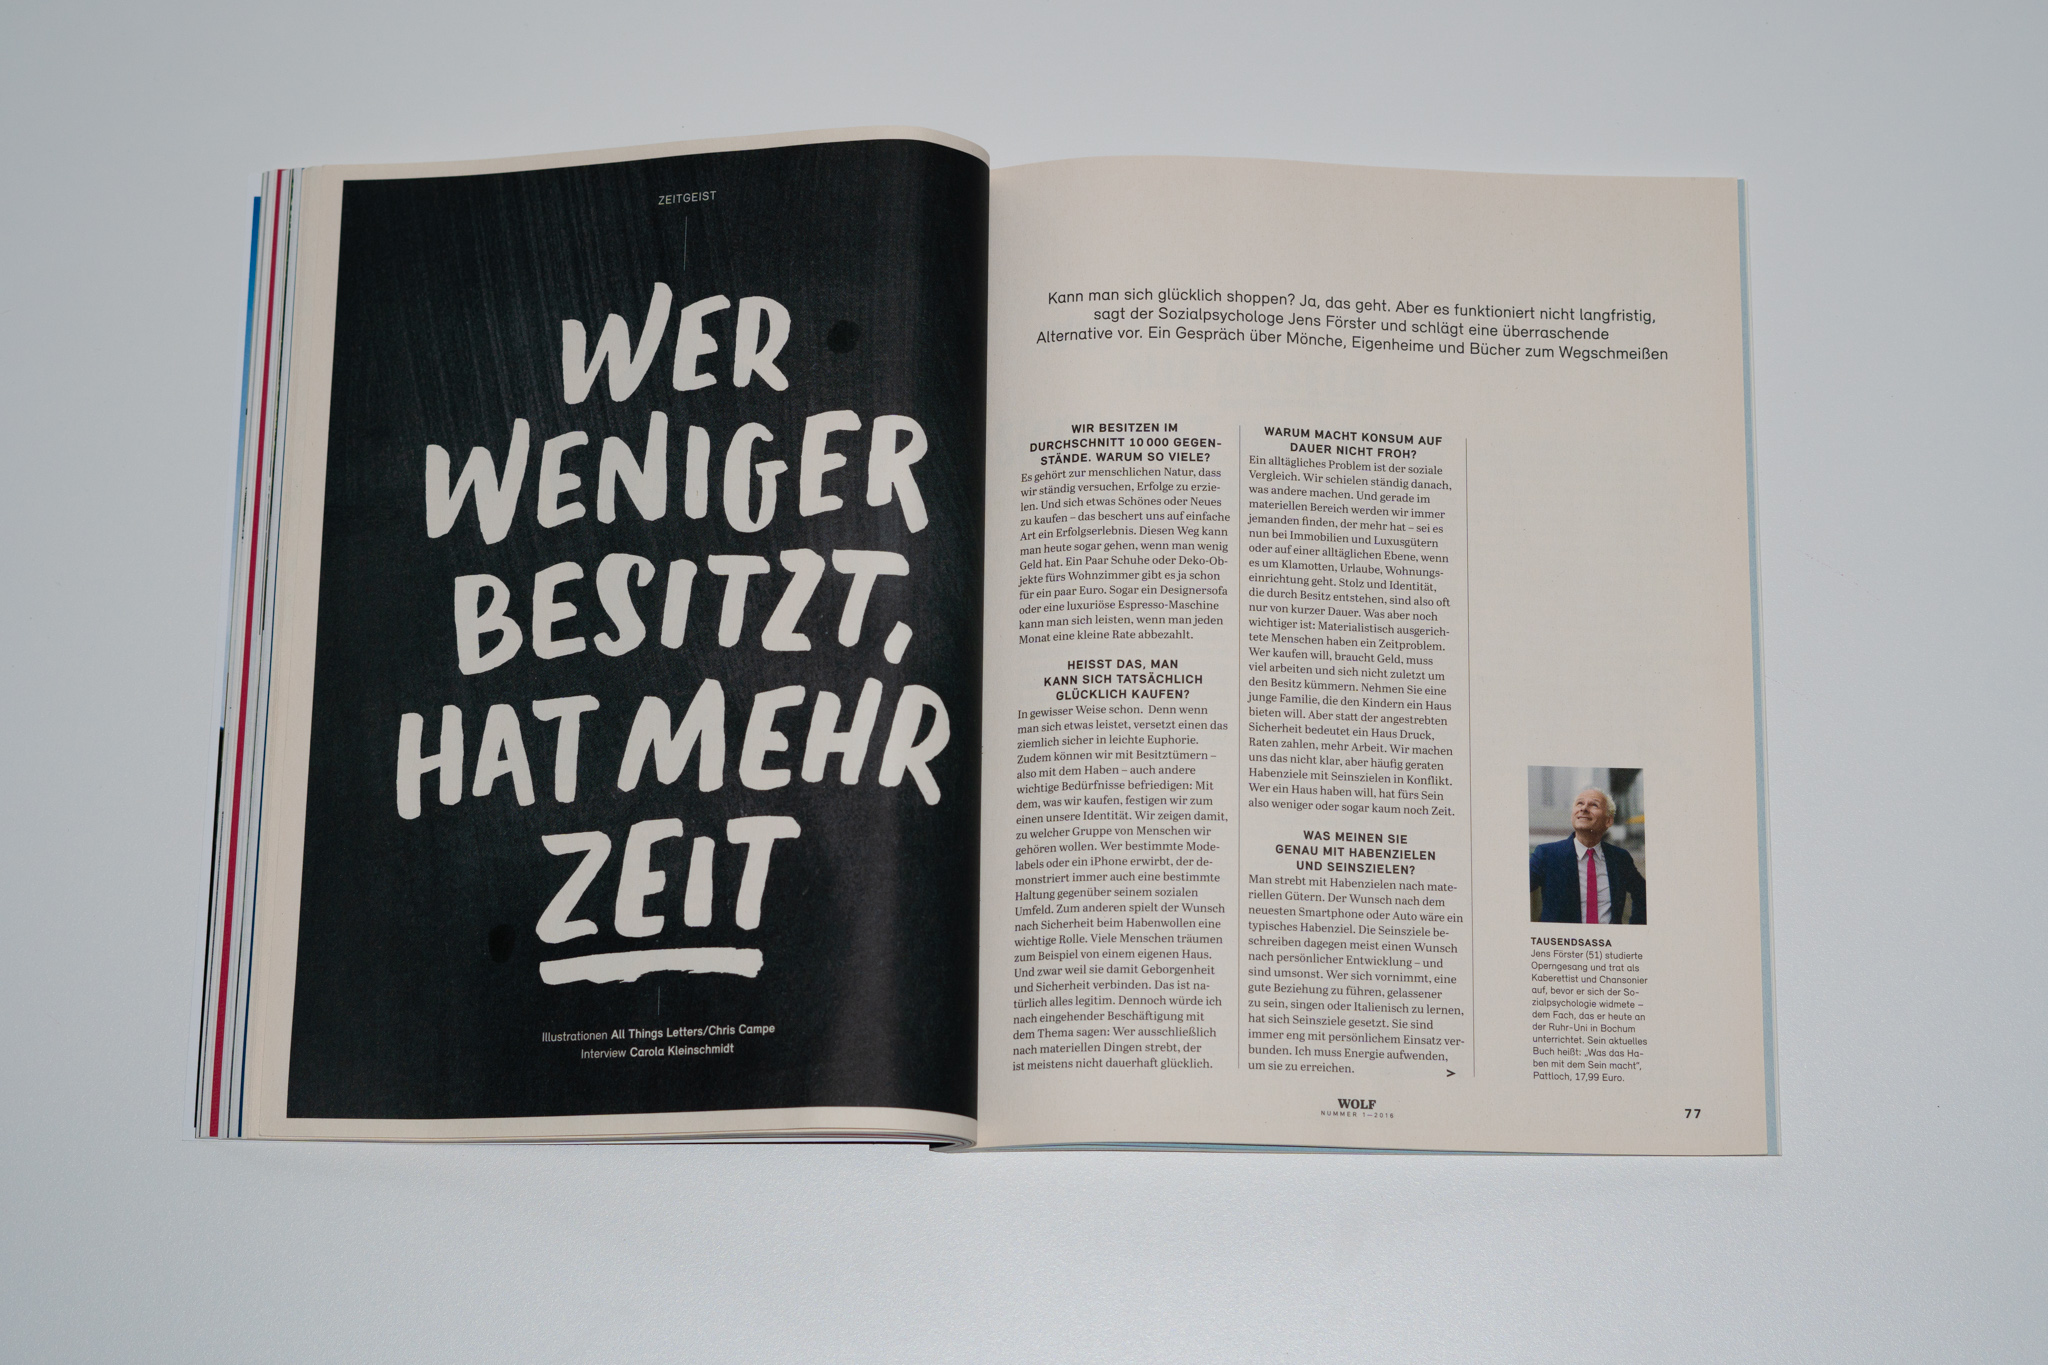 ZEITGEIST
WER
WENIGER
BESITZT,
HAT MEHR
ZEIT
Illustrationen All Things Letters/Chris Campe
Interview Carola Kleinschmidt
Kann man sich glücklich shoppen? Ja, das geht. Aber es funktioniert nicht langfristig,
sagt der Sozialpsychologe Jens Förster und schlägt eine überraschende
Alternative vor. Ein Gespräch über Mönche, Eigenheime und Bücher zum Wegschmeißen
WIR BESITZEN IM
DURCHSCHNITT 10 000 GEGEN-
STÄNDE. WARUM SO VIELE?
Es gehört zur menschlichen Natur, dass
wir ständig versuchen, Erfolge zu erzie-
len. Und sich etwas Schönes oder Neues
zu kaufen – das beschert uns auf einfache
Art ein Erfolgserlebnis. Diesen Weg kann
man heute sogar gehen, wenn man wenig
Geld hat. Ein Paar Schuhe oder Deko-Ob-
jekte fürs Wohnzimmer gibt es ja schon
für ein paar Euro. Sogar ein Designersofa
oder eine luxuriöse Espresso-Maschine
kann man sich leisten, wenn man jeden
Monat eine kleine Rate abbezahlt.
HEISST DAS, MAN
KANN SICH TATSÄCHLICH
GLÜCKLICH KAUFEN?
In gewisser Weise schon. Denn wenn
man sich etwas leistet, versetzt einen das
ziemlich sicher in leichte Euphorie.
Zudem können wir mit Besitztümern –
also mit dem Haben – auch andere
wichtige Bedürfnisse befriedigen: Mit
dem, was wir kaufen, festigen wir zum
einen unsere Identität. Wir zeigen damit,
zu welcher Gruppe von Menschen wir
gehören wollen. Wer bestimmte Mode-
labels oder ein iPhone erwirbt, der de-
monstriert immer auch eine bestimmte
Haltung gegenüber seinem sozialen
Umfeld. Zum anderen spielt der Wunsch
nach Sicherheit beim Habenwollen eine
wichtige Rolle. Viele Menschen träumen
zum Beispiel von einem eigenen Haus.
Und zwar weil sie damit Geborgenheit
und Sicherheit verbinden. Das ist na-
türlich alles legitim. Dennoch würde ich
nach eingehender Beschäftigung mit
dem Thema sagen: Wer ausschließlich
nach materiellen Dingen strebt, der
ist meistens nicht dauerhaft glücklich.
WARUM MACHT KONSUM AUF
DAUER NICHT FROH?
Ein alltägliches Problem ist der soziale
Vergleich. Wir schielen ständig danach,
was andere machen. Und gerade im
materiellen Bereich werden wir immer
jemanden finden, der mehr hat – sei es
nun bei Immobilien und Luxusgütern
oder auf einer alltäglichen Ebene, wenn
es um Klamotten, Urlaube, Wohnungs-
einrichtung geht. Stolz und Identität,
die durch Besitz entstehen, sind also oft
nur von kurzer Dauer. Was aber noch
wichtiger ist: Materialistisch ausgerich-
tete Menschen haben ein Zeitproblem.
Wer kaufen will, braucht Geld, muss
viel arbeiten und sich nicht zuletzt um
den Besitz kümmern. Nehmen Sie eine
junge Familie, die den Kindern ein Haus
bieten will. Aber statt der angestrebten
Sicherheit bedeutet ein Haus Druck,
Raten zahlen, mehr Arbeit. Wir machen
uns das nicht klar, aber häufig geraten
Habenziele mit Seinszielen in Konflikt.
Wer ein Haus haben will, hat fürs Sein
also weniger oder sogar kaum noch Zeit.
WAS MEINEN SIE
GENAU MIT HABENZIELEN
UND SEINSZIELEN?
Man strebt mit Habenzielen nach mate-
riellen Gütern. Der Wunsch nach dem
neuesten Smartphone oder Auto wäre ein
typisches Habenziel. Die Seinsziele be-
schreiben dagegen meist einen Wunsch
nach persönlicher Entwicklung – und
sind umsonst. Wer sich vornimmt, eine
gute Beziehung zu führen, gelassener
zu sein, singen oder Italienisch zu lernen,
hat sich Seinsziele gesetzt. Sie sind
immer eng mit persönlichem Einsatz ver-
bunden. Ich muss Energie aufwenden,
um sie zu erreichen. >
TAUSENDSASSA
Jens Förster (51) studierte
Operngesang und trat als
Kaberettist und Chansonier
auf, bevor er sich der So-
zialpsychologie widmete –
dem Fach, das er heute an
der Ruhr-Uni in Bochum
unterrichtet. Sein aktuelles
Buch heißt: „Was das Ha-
ben mit dem Sein macht“,
Pattloch, 17,99 Euro.
WOLF
NUMMER 1—2016
77